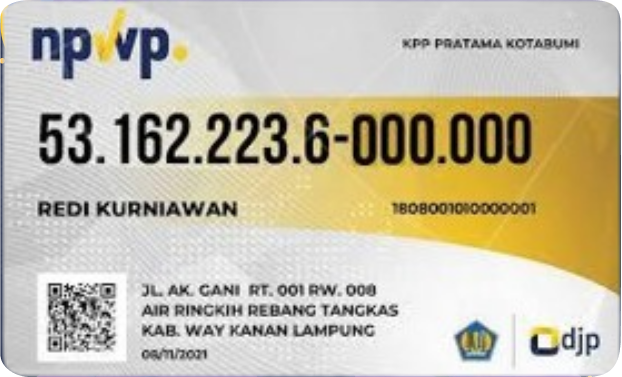 npwp.
KPP PRATAMA KOTABUMI
53.162.223.6-000.000
REDI KURNIAWAN
1808001010000001
JL. AK. GANI RT. 001 RW. 008
AIR RINGKIH REBANG TANGKAS
KAB. WAY KANAN LAMPUNG
08/11/2021
djp